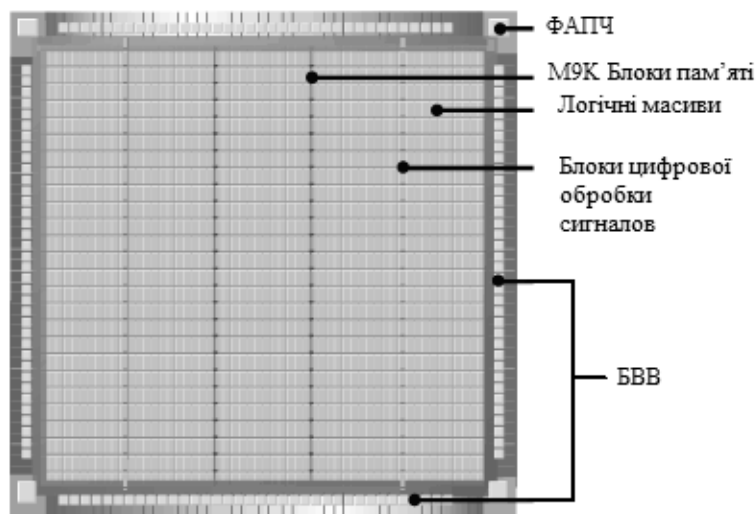 ФАПЧ
М9К Блоки пам’яті
Логічні масиви
Блоки цифрової
обробки
сигналов
БВВ